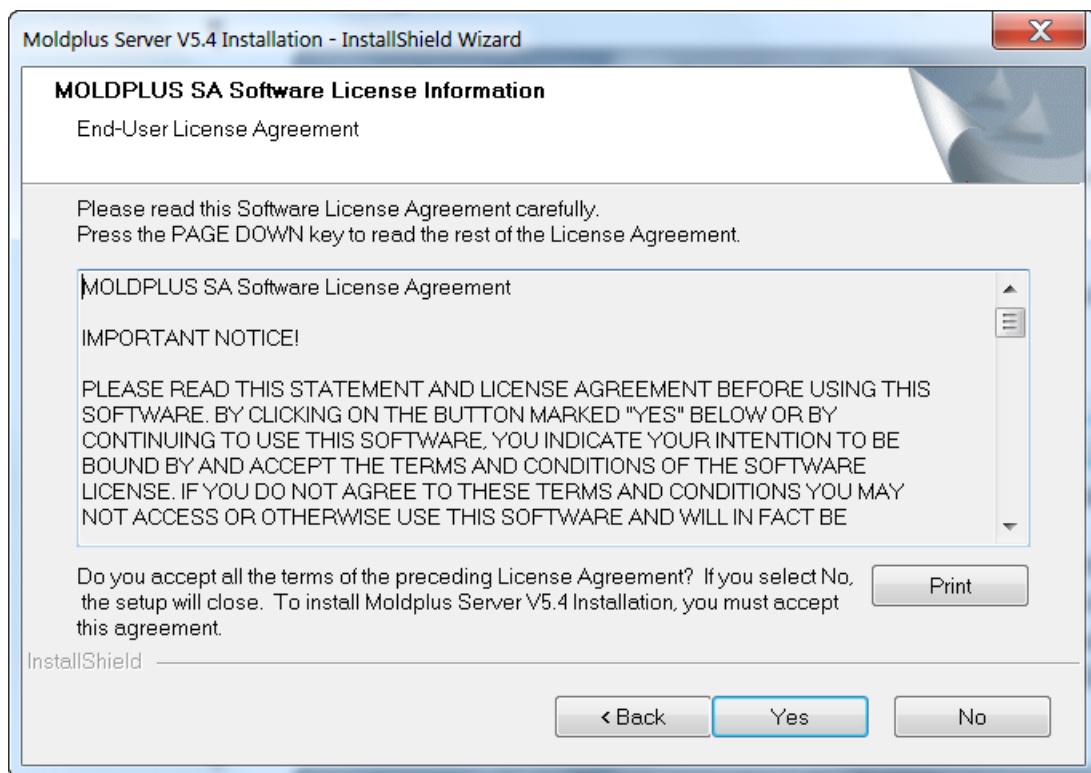 Moldplus Server V5.4 Installation - InstallShield Wizard
MOLDPLUS SA Software License Information
End-User License Agreement
Please read this Software License Agreement carefully.
Press the PAGE DOWN key to read the rest of the License Agreement.
MOLDPLUS SA Software License Agreement
IMPORTANT NOTICE!
PLEASE READ THIS STATEMENT AND LICENSE AGREEMENT BEFORE USING THIS
SOFTWARE. BY CLICKING ON THE BUTTON MARKED "YES" BELOW OR BY
CONTINUING TO USE THIS SOFTWARE, YOU INDICATE YOUR INTENTION TO BE
BOUND BY AND ACCEPT THE TERMS AND CONDITIONS OF THE SOFTWARE
LICENSE. IF YOU DO NOT AGREE TO THESE TERMS AND CONDITIONS YOU MAY
NOT ACCESS OR OTHERWISE USE THIS SOFTWARE AND WILL IN FACT BE
Do you accept all the terms of the preceding License Agreement? If you select No,
the setup will close. To install Moldplus Server V5.4 Installation, you must accept
this agreement.
Print
InstallShield
< Back
Yes
No